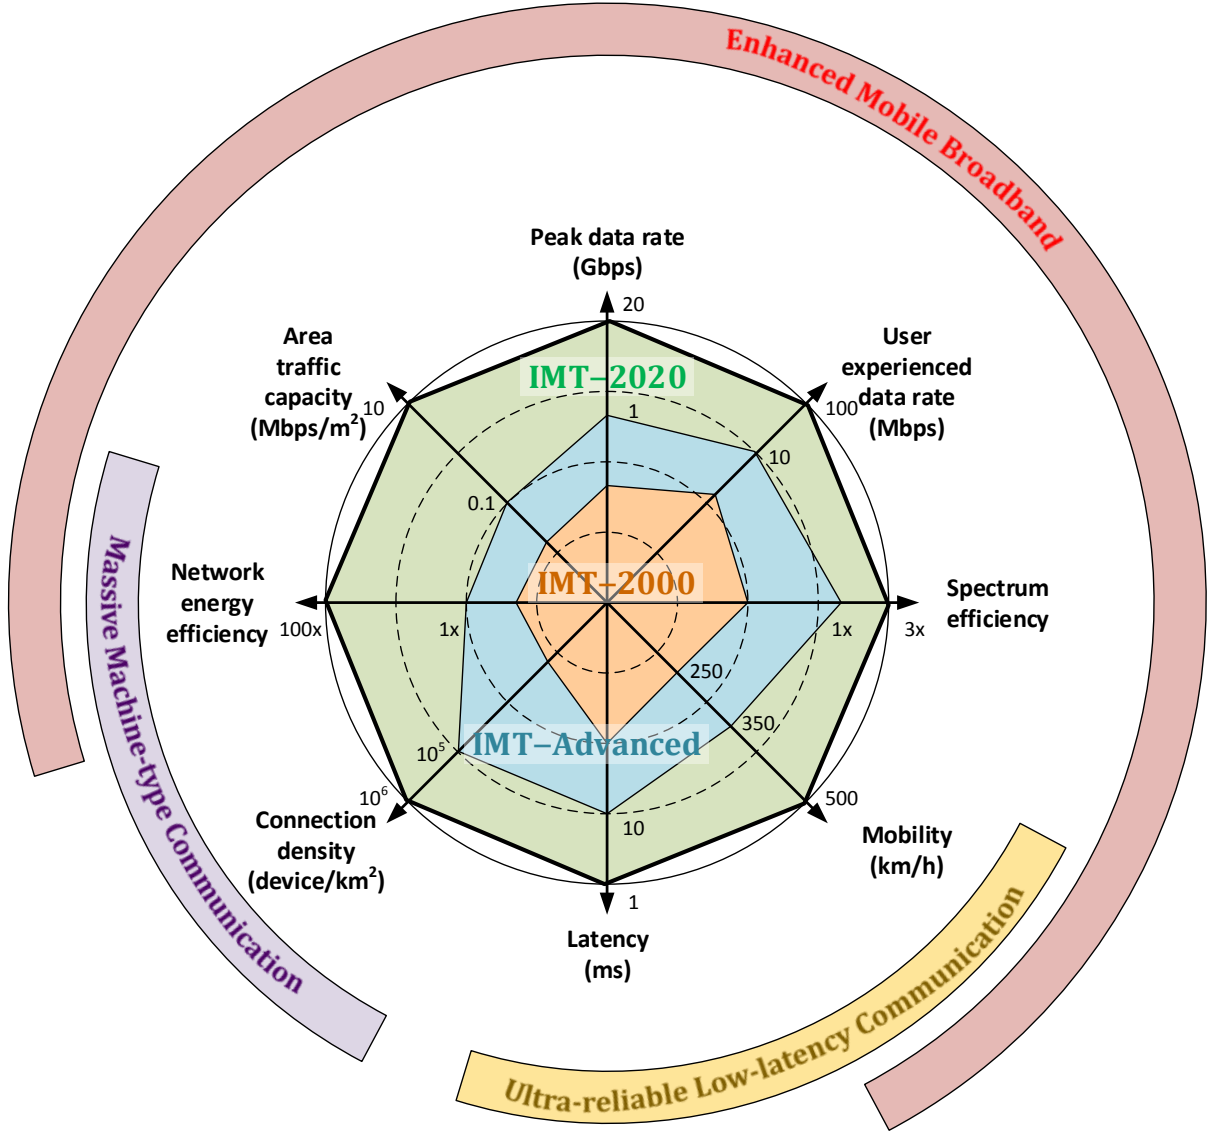 Enhanced Mobile Broadband
Peak data rate
(Gbps)
20
Area
traffic
capacity
(Mbps/m²)
10
User
experienced
data rate
(Mbps)
100
IMT–2020
1
10
0.1
Network
energy
efficiency
100x
1x
IMT–2000
Spectrum
efficiency
1x
3x
250
350
IMT–Advanced
10⁵
10⁶
500
Connection
density
(device/km²)
10
Mobility
(km/h)
1
Latency
(ms)
Massive Machine-type Communication
Ultra-reliable Low-latency Communication